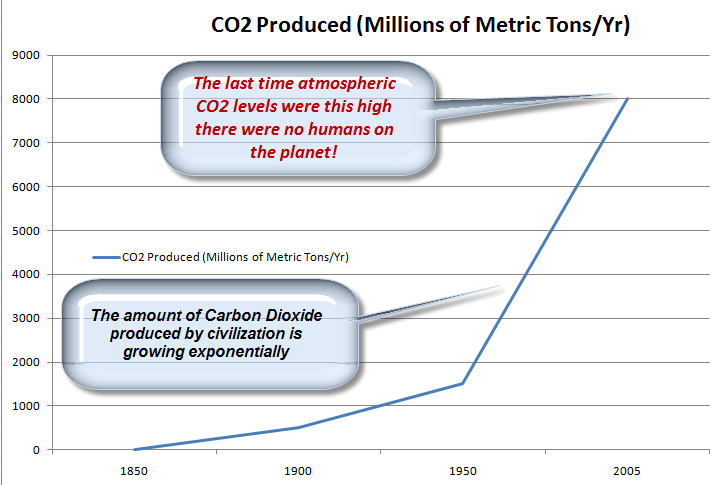 CO2 Produced (Millions of Metric Tons/Yr)
9000
The last time atmospheric
CO2 levels were this high
there were no humans on
the planet!
8000
7000
6000
5000
CO2 Produced (Millions of Metric Tons/Yr)
4000
The amount of Carbon Dioxide
produced by civilization is
growing exponentially
3000
2000
1000
0
1850 1900 1950 2005